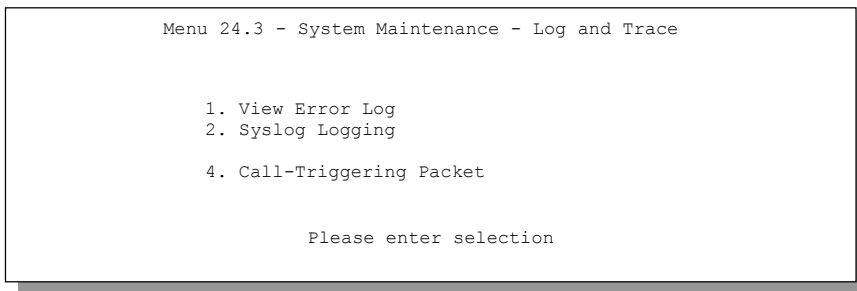 Menu 24.3 - System Maintenance - Log and Trace
1. View Error Log
2. Syslog Logging
4. Call-Triggering Packet
Please enter selection